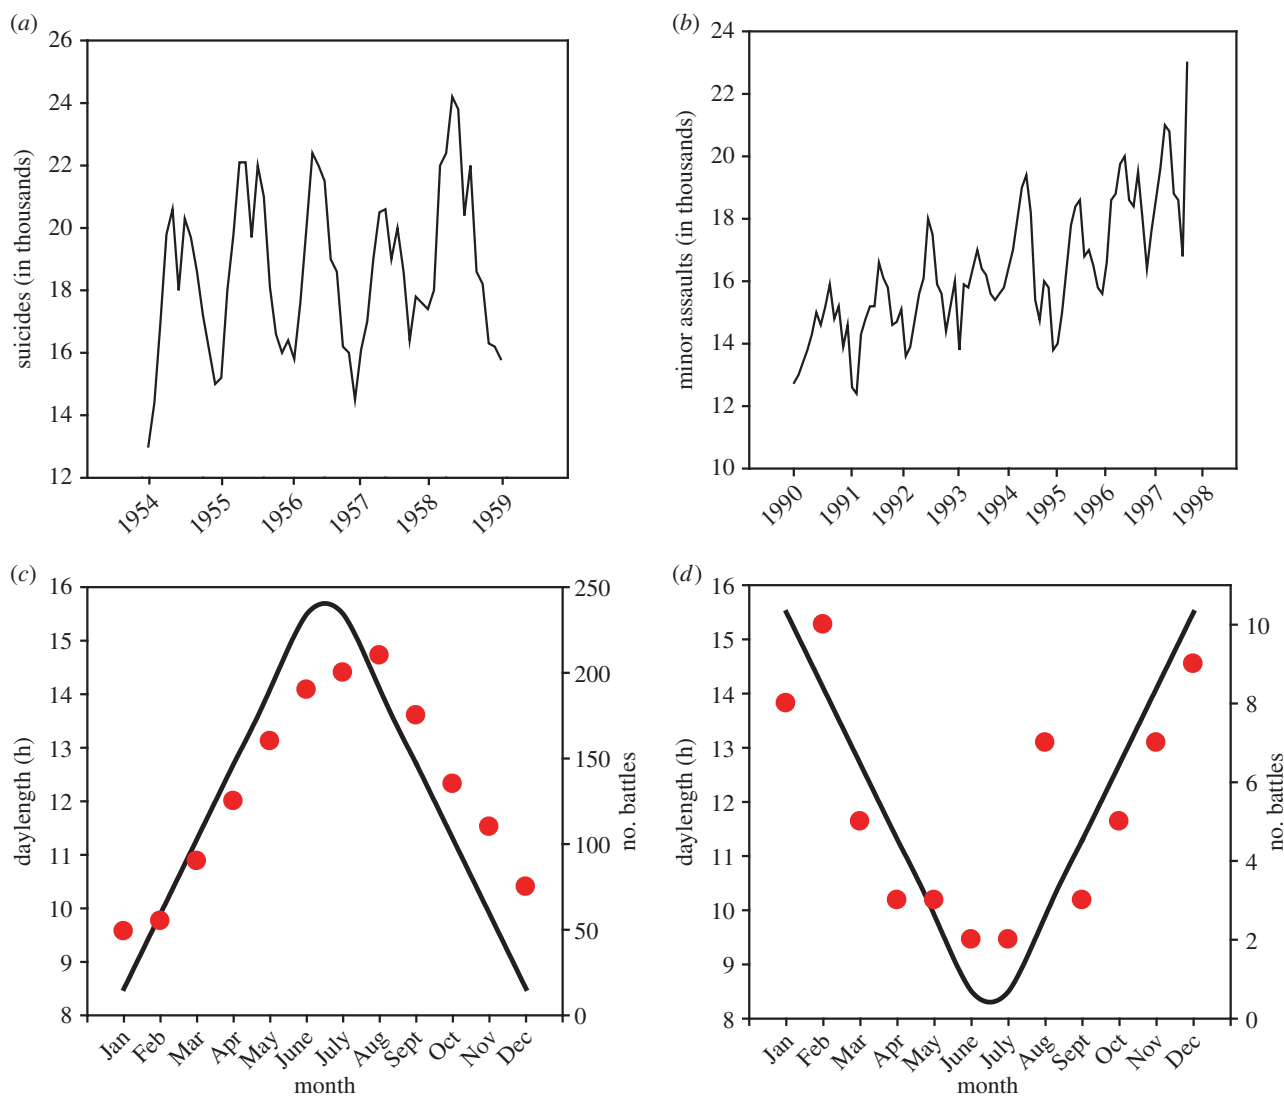 (a)
26
24
22
20
18
16
14
12
suicides (in thousands)
1954
1955
1956
1957
1958
1959
(b)
24
22
20
18
16
14
12
10
minor assaults (in thousands)
1990
1991
1992
1993
1994
1995
1996
1997
1998
(c)
16
15
14
13
12
11
10
9
8
daylength (h)
250
200
150
100
50
0
no. battles
Jan
Feb
Mar
Apr
May
June
July
Aug
Sept
Oct
Nov
Dec
month
(d)
16
15
14
13
12
11
10
9
8
daylength (h)
10
8
6
4
2
0
no. battles
Jan
Feb
Mar
Apr
May
June
July
Aug
Sept
Oct
Nov
Dec
month